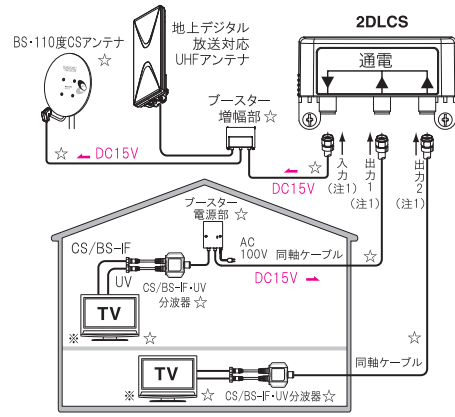 BS・110度CSアンテナ
☆
地上デジタル
放送対応
UHFアンテナ
2DLCS
通電
ブースター
増幅部☆
☆
DC15V
☆
DC15V
入力
(注1)
出力1
(注1)
出力2
(注1)
ブースター
電源部☆
AC
100V
同軸ケーブル
☆
DC15V
CS/BS-IF
UV
CS/BS-IF・UV
分波器☆
TV
※
☆
☆
同軸ケーブル
TV
※
☆
CS/BS-IF・UV分波器☆